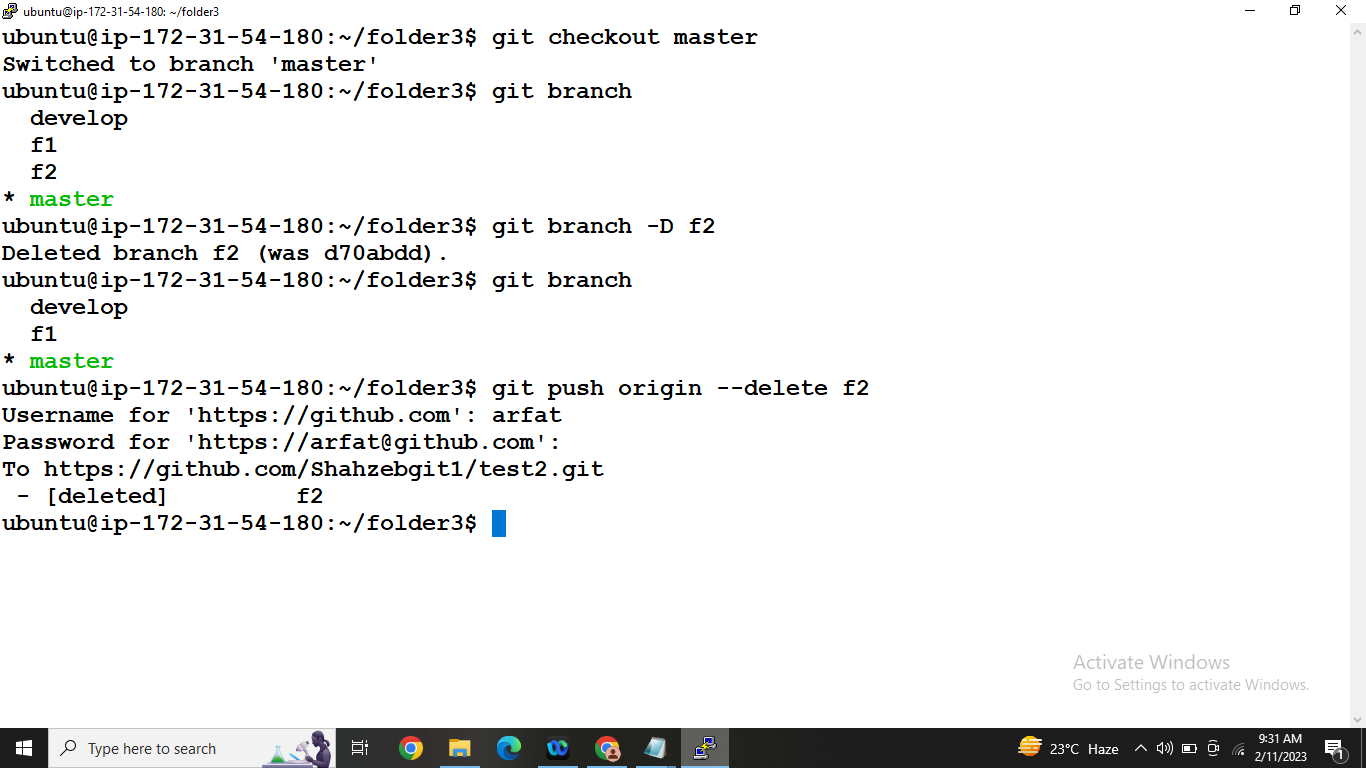 ubuntu@ip-172-31-54-180: ~/folder3
ubuntu@ip-172-31-54-180:~/folder3$ git checkout master
Switched to branch 'master'
ubuntu@ip-172-31-54-180:~/folder3$ git branch
  develop
  f1
  f2
* master
ubuntu@ip-172-31-54-180:~/folder3$ git branch -D f2
Deleted branch f2 (was d70abdd).
ubuntu@ip-172-31-54-180:~/folder3$ git branch
  develop
  f1
* master
ubuntu@ip-172-31-54-180:~/folder3$ git push origin --delete f2
Username for 'https://github.com': arfat
Password for 'https://arfat@github.com':
To https://github.com/Shahzebgit1/test2.git
 - [deleted]         f2
ubuntu@ip-172-31-54-180:~/folder3$
Activate Windows
Go to Settings to activate Windows.
Type here to search
23°C Haze
9:31 AM
2/11/2023
1